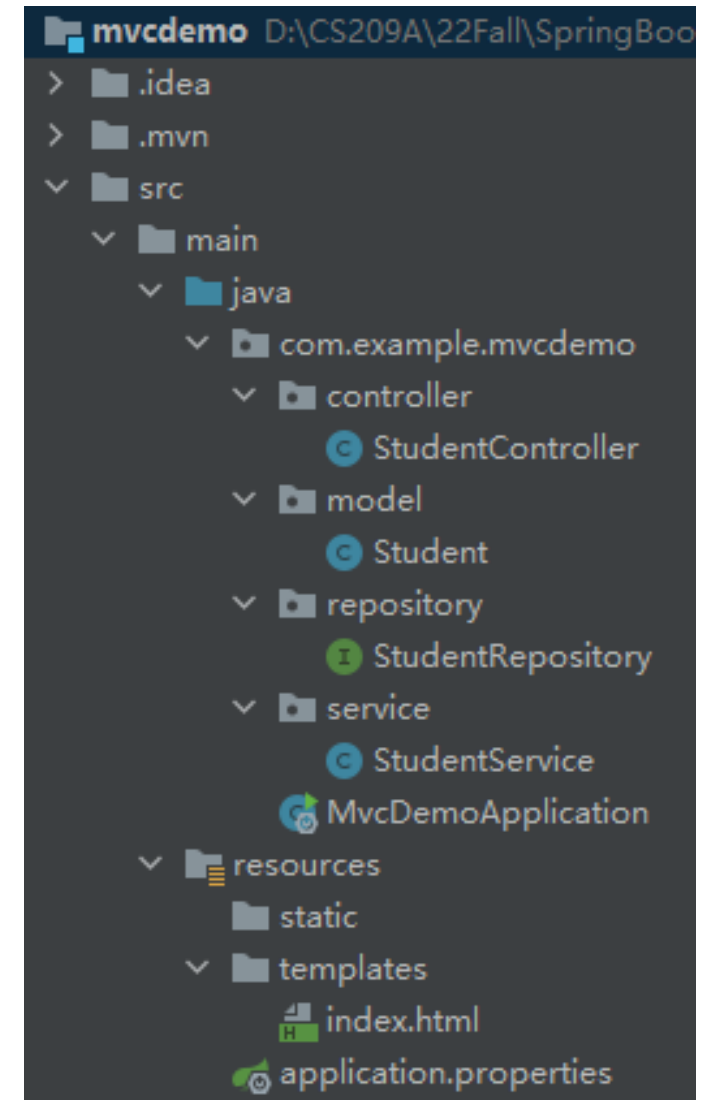 mvcdemo D:\CS209A\22Fall\SpringBoo
.idea
.mvn
src
main
java
com.example.mvcdemo
controller
C StudentController
model
C Student
repository
I StudentRepository
service
C StudentService
MvcDemoApplication
resources
static
templates
H index.html
application.properties